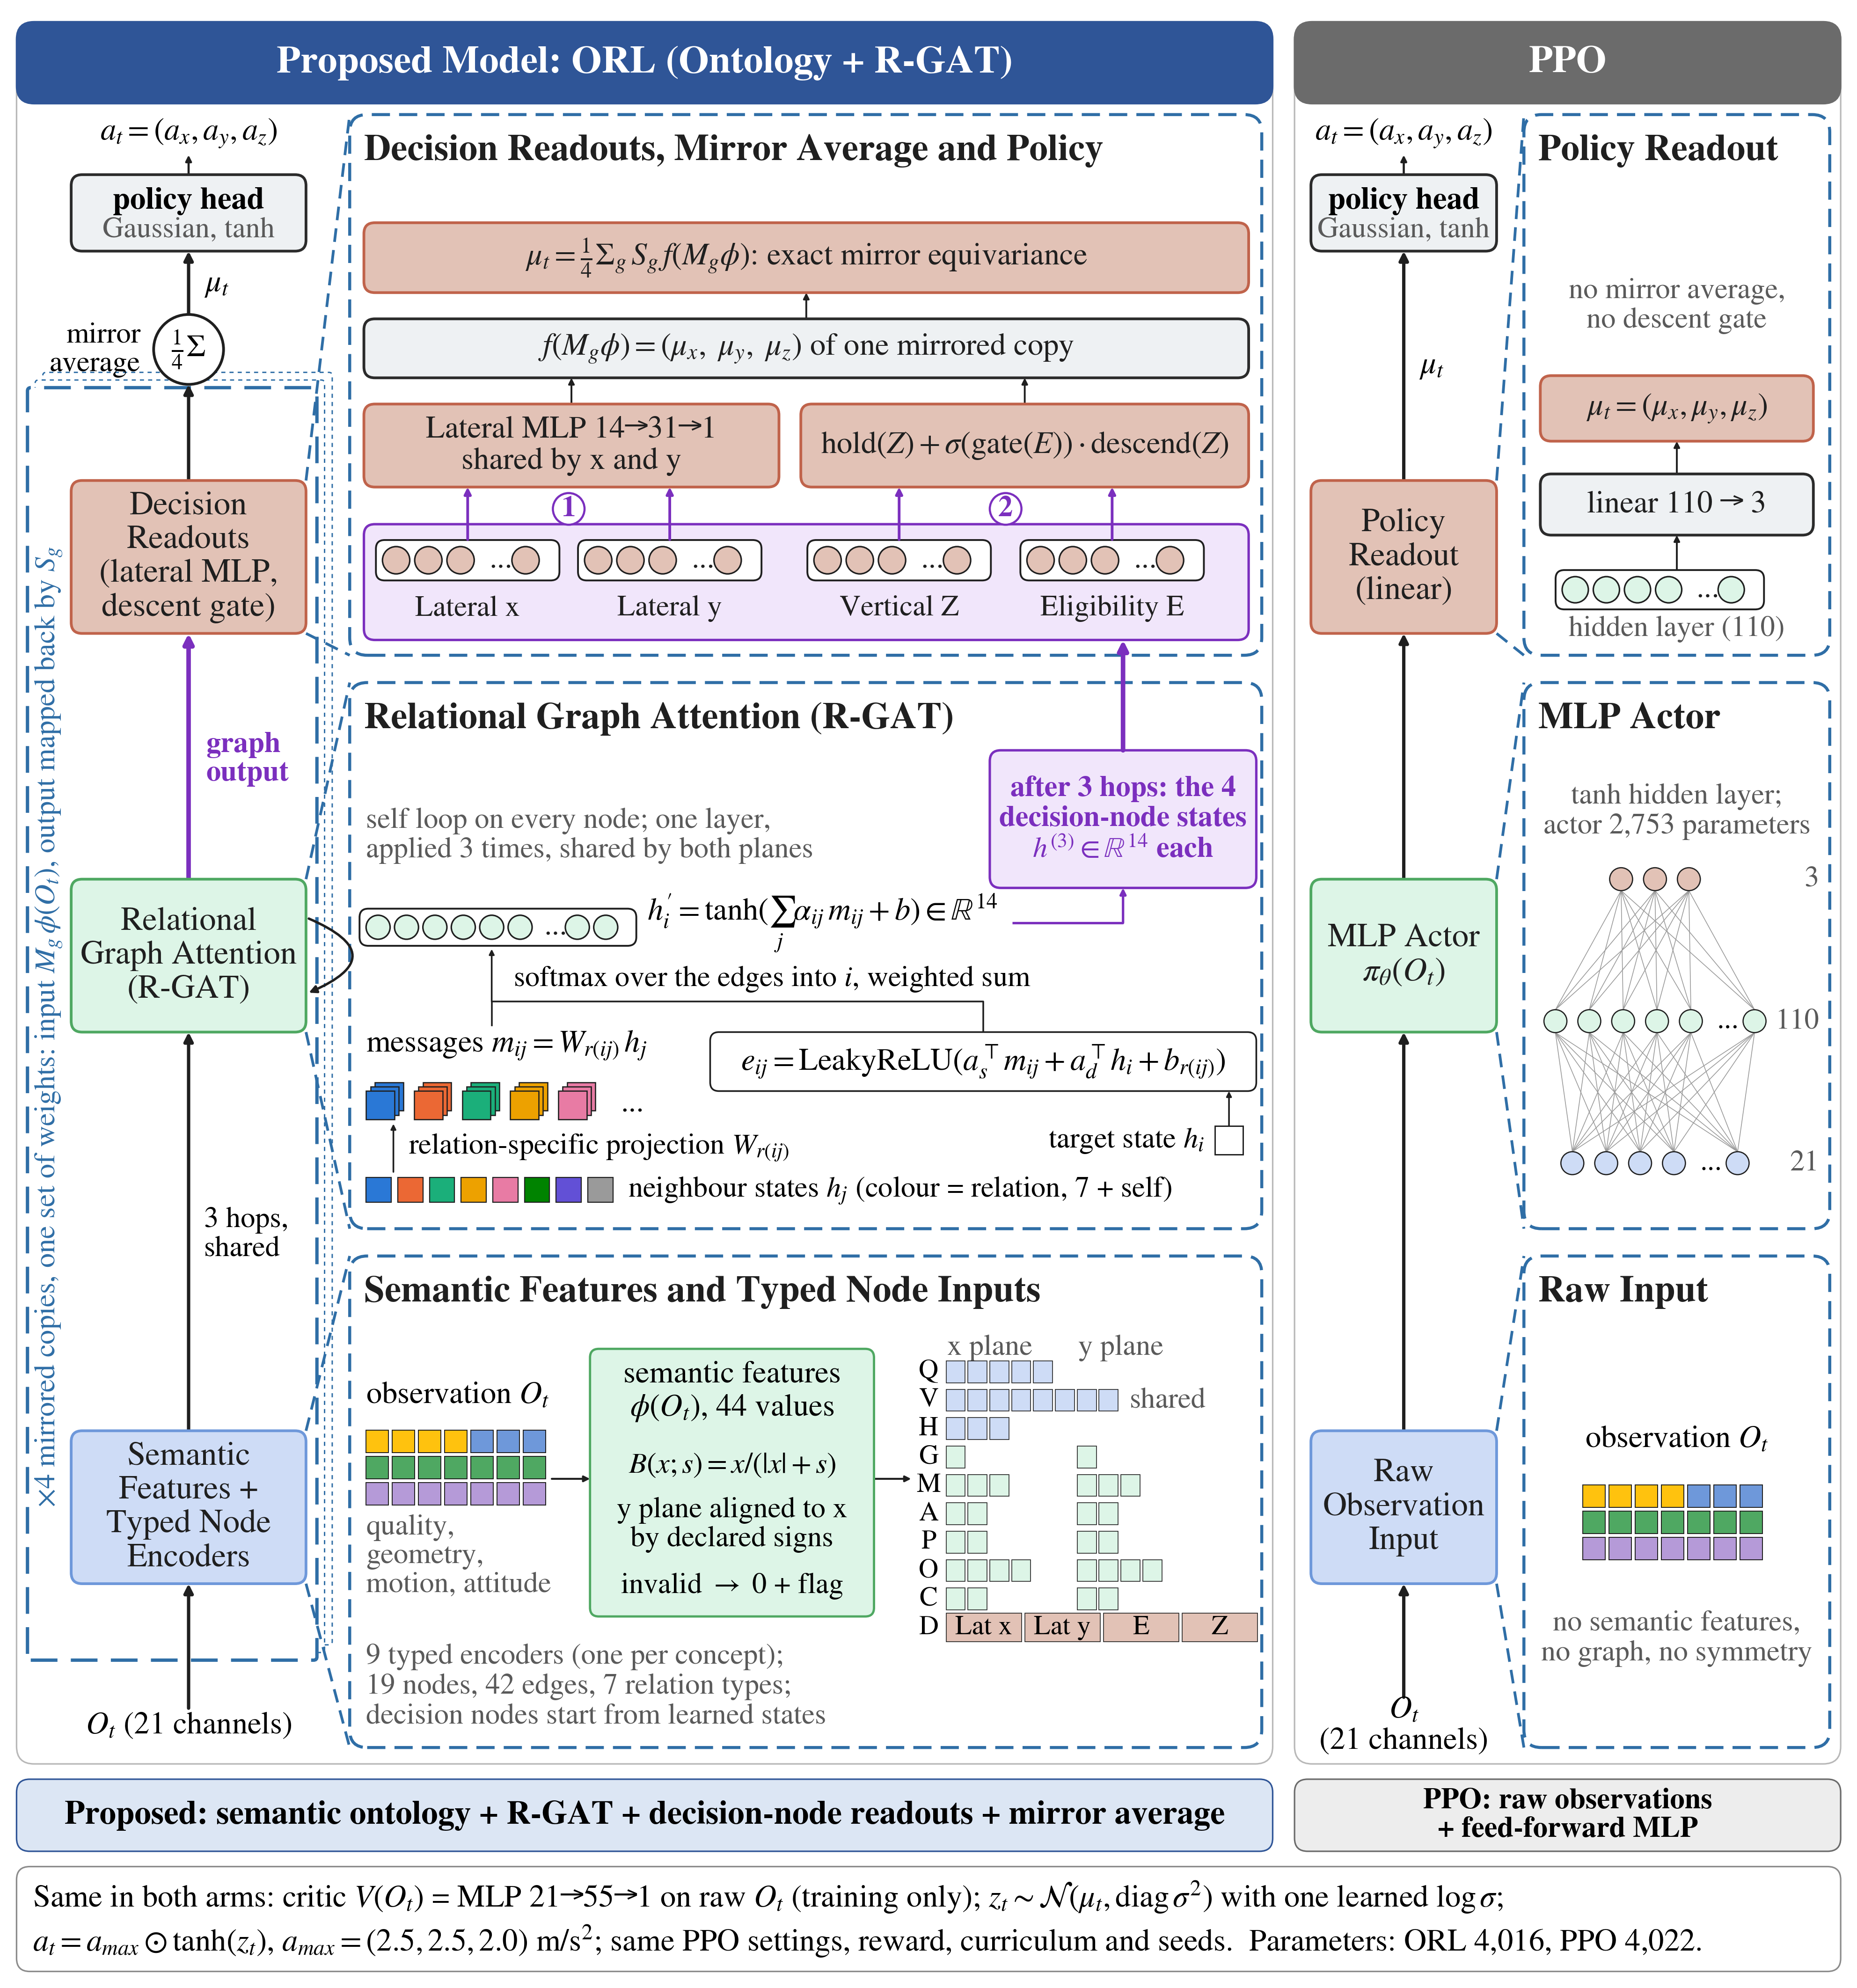 Proposed Model: ORL (Ontology + R-GAT)
a_t = (a_x, a_y, a_z)
policy head
Gaussian, tanh
μ_t
mirror
average
1/4 Σ
Decision
Readouts
(lateral MLP,
descent gate)
graph
output
Relational
Graph Attention
(R-GAT)
3 hops,
shared
Semantic
Features +
Typed Node
Encoders
O_t (21 channels)
×4 mirrored copies, one set of weights: input M_g ϕ(O_t), output mapped back by S_g
Decision Readouts, Mirror Average and Policy
μ_t = 1/4 Σ_g S_g f(M_g ϕ): exact mirror equivariance
f(M_g ϕ) = (μ_x, μ_y, μ_z) of one mirrored copy
Lateral MLP 14→31→1
shared by x and y
hold(Z) + σ(gate(E)) · descend(Z)
1
2
...
...
...
...
Lateral x
Lateral y
Vertical Z
Eligibility E
Relational Graph Attention (R-GAT)
after 3 hops: the 4
decision-node states
h^(3) ∈ ℝ^14 each
self loop on every node; one layer,
applied 3 times, shared by both planes
...
h_i' = tanh(∑_j α_ij m_ij + b) ∈ ℝ^14
softmax over the edges into i, weighted sum
messages m_ij = W_r(ij) h_j
e_ij = LeakyReLU(a_s^⊤ m_ij + a_d^⊤ h_i + b_r(ij))
...
relation-specific projection W_r(ij)
target state h_i
neighbour states h_j (colour = relation, 7 + self)
Semantic Features and Typed Node Inputs
observation O_t
quality,
geometry,
motion, attitude
semantic features
ϕ(O_t), 44 values
B(x; s) = x/(|x| + s)
y plane aligned to x
by declared signs
invalid → 0 + flag
x plane
y plane
Q
V
shared
H
G
M
A
P
O
C
D
Lat x
Lat y
E
Z
9 typed encoders (one per concept);
19 nodes, 42 edges, 7 relation types;
decision nodes start from learned states
Proposed: semantic ontology + R-GAT + decision-node readouts + mirror average
PPO
a_t = (a_x, a_y, a_z)
policy head
Gaussian, tanh
μ_t
Policy
Readout
(linear)
MLP Actor
π_θ(O_t)
Raw
Observation
Input
O_t
(21 channels)
Policy Readout
no mirror average,
no descent gate
μ_t = (μ_x, μ_y, μ_z)
linear 110 → 3
...
hidden layer (110)
MLP Actor
tanh hidden layer;
actor 2,753 parameters
3
...
110
...
21
Raw Input
observation O_t
no semantic features,
no graph, no symmetry
PPO: raw observations
+ feed-forward MLP
Same in both arms: critic V(O_t) = MLP 21→55→1 on raw O_t (training only); z_t ~ 𝒩(μ_t, diag σ²) with one learned log σ;
a_t = a_max ⊙ tanh(z_t), a_max = (2.5, 2.5, 2.0) m/s²; same PPO settings, reward, curriculum and seeds. Parameters: ORL 4,016, PPO 4,022.